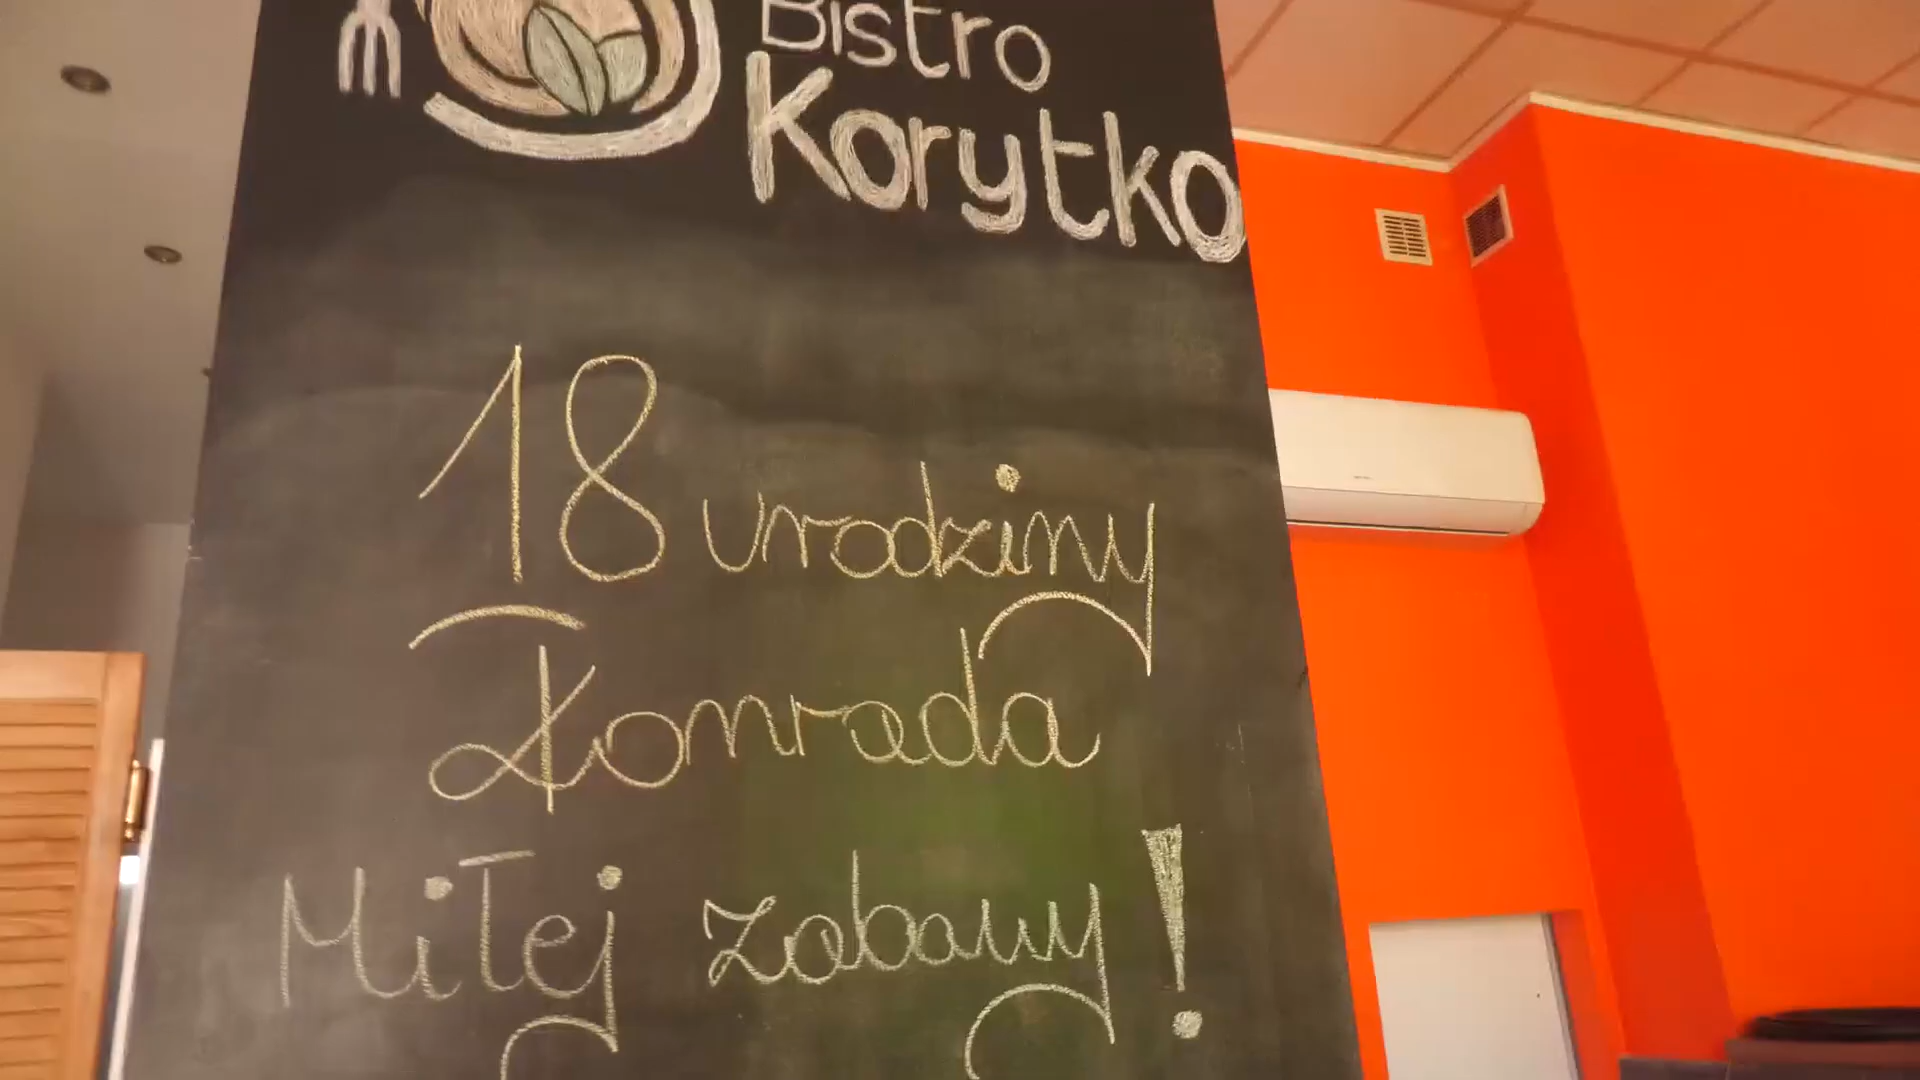 Bistro
Korytko
18 urodziny
Konrada
Miłej zabawy!